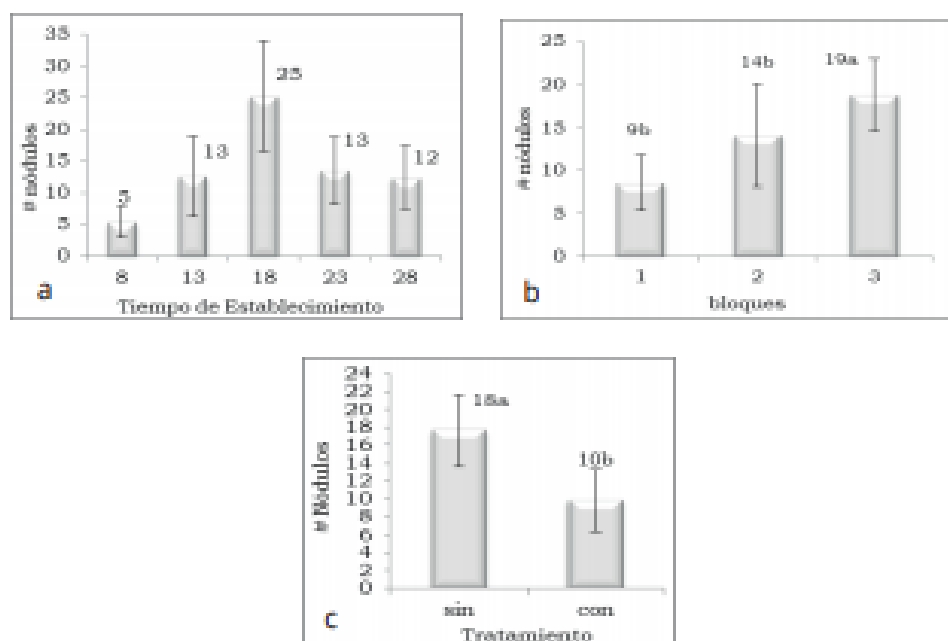 # nódulos
35
30
25
20
15
10
5
0
5
13
25
13
12
8 13 18 23 28
Tiempo de Establecimiento
a
# nódulos
25
20
15
10
5
0
9b
14b
19a
1 2 3
bloques
b
# Nódulos
24
22
20
18
16
14
12
10
8
6
4
2
0
18a
10b
sin con
Tratamiento
c